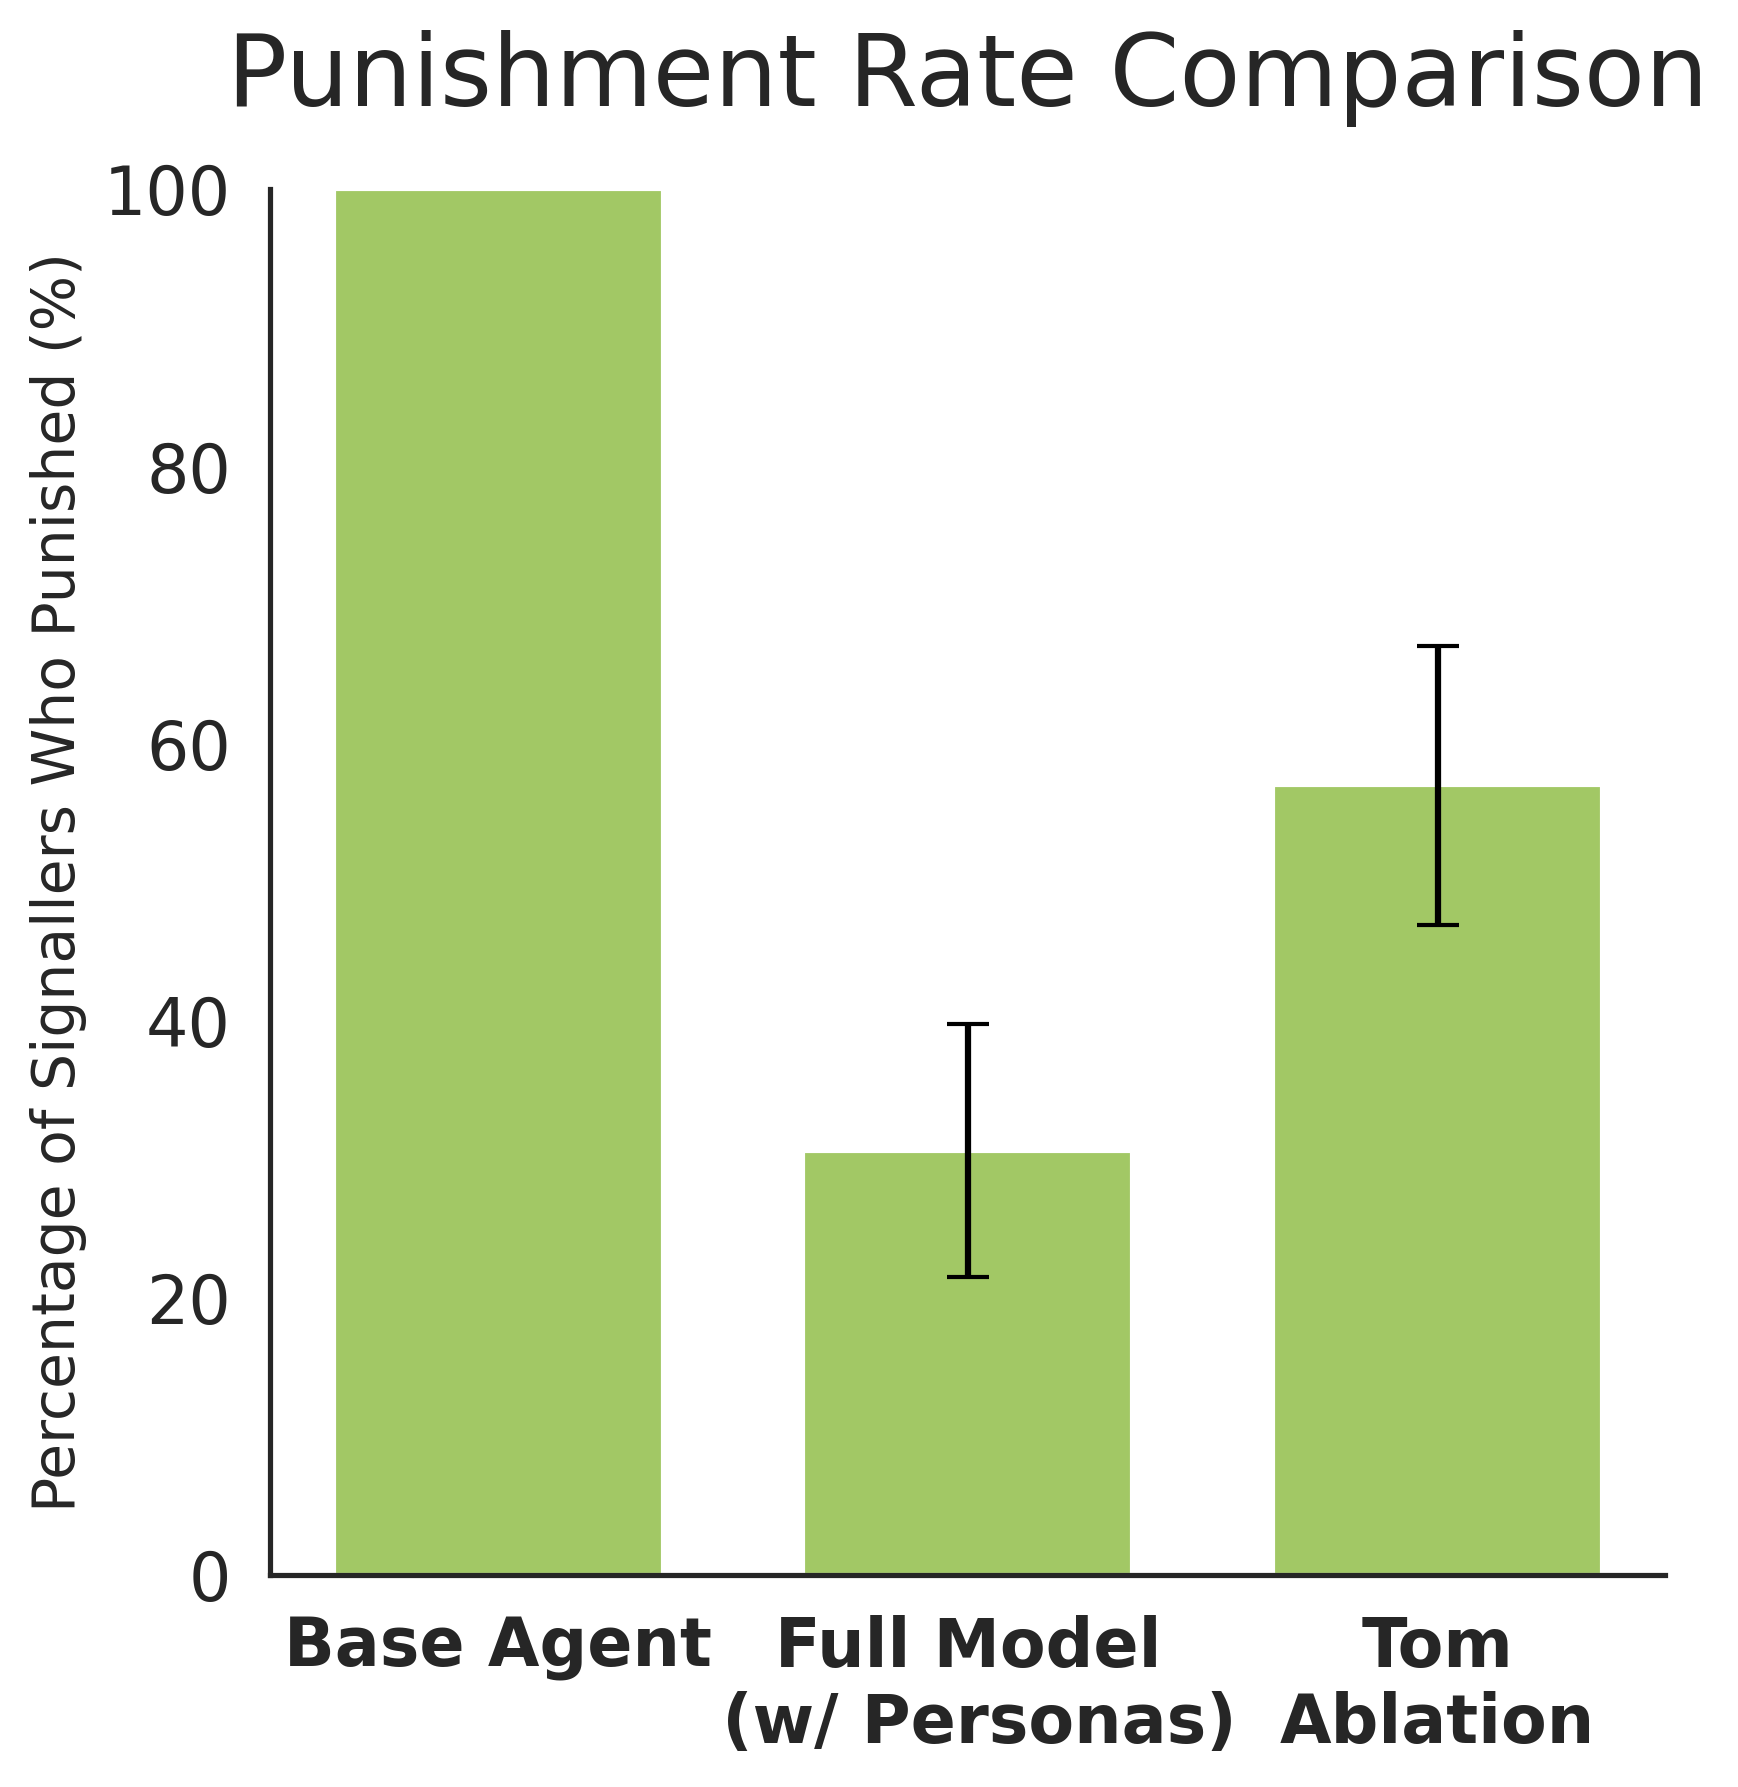 Punishment Rate Comparison
Percentage of Signallers Who Punished (%)
100
80
60
40
20
0
Base Agent
Full Model
(w/ Personas)
Tom
Ablation